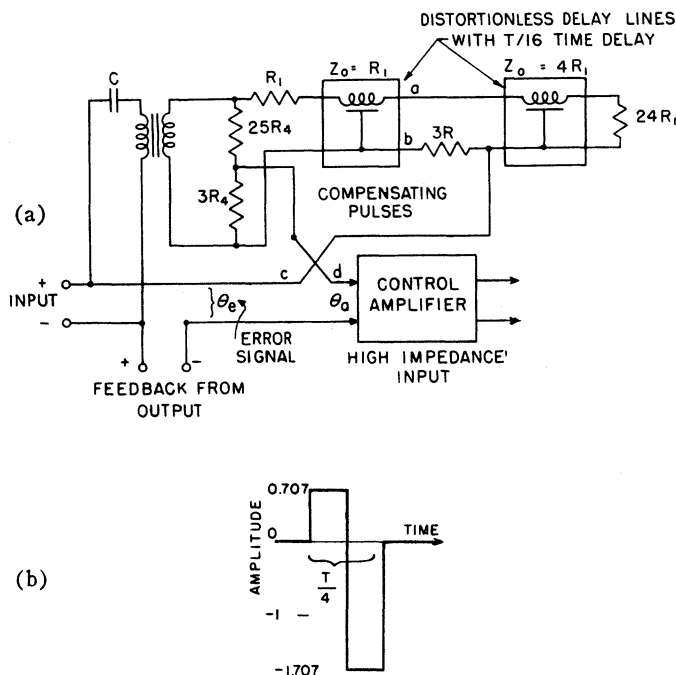 DISTORTIONLESS DELAY LINES
WITH T/16 TIME DELAY
C
R₁
Z₀ = R₁
a
Z₀ = 4R₁
25R₄
b
3R
24R₁
3R₄
COMPENSATING
PULSES
(a)
+
INPUT
-
c
d
θe
θa
CONTROL
AMPLIFIER
ERROR
SIGNAL
HIGH IMPEDANCE'
INPUT
+
-
FEEDBACK FROM
OUTPUT
(b)
AMPLITUDE
0.707
0
TIME
T/4
-1
-1.707